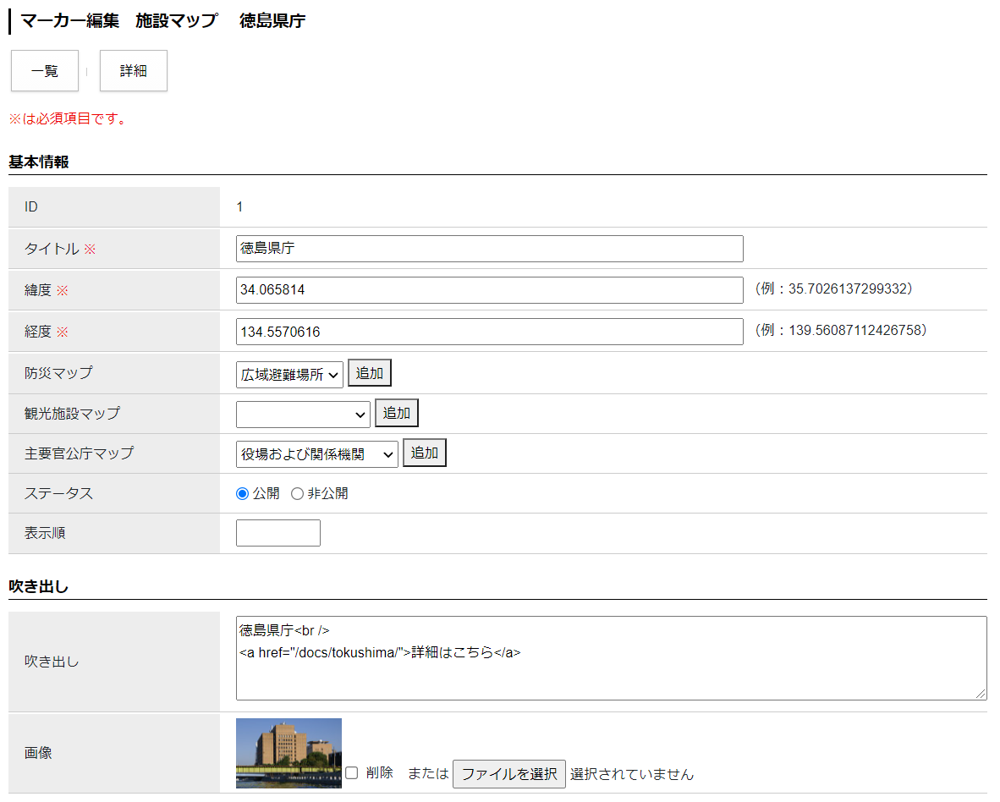 マーカー編集　施設マップ　徳島県庁
一覧
詳細
※は必須項目です。
基本情報
ID 1
タイトル ※ 徳島県庁
緯度 ※ 34.065814 （例：35.7026137299332）
経度 ※ 134.5570616 （例：139.56087112426758）
防災マップ 広域避難場所 追加
観光施設マップ 追加
主要官公庁マップ 役場および関係機関 追加
ステータス 公開 非公開
表示順
吹き出し
吹き出し
徳島県庁<br />
<a href="/docs/tokushima/">詳細はこちら</a>
画像 削除 または ファイルを選択 選択されていません